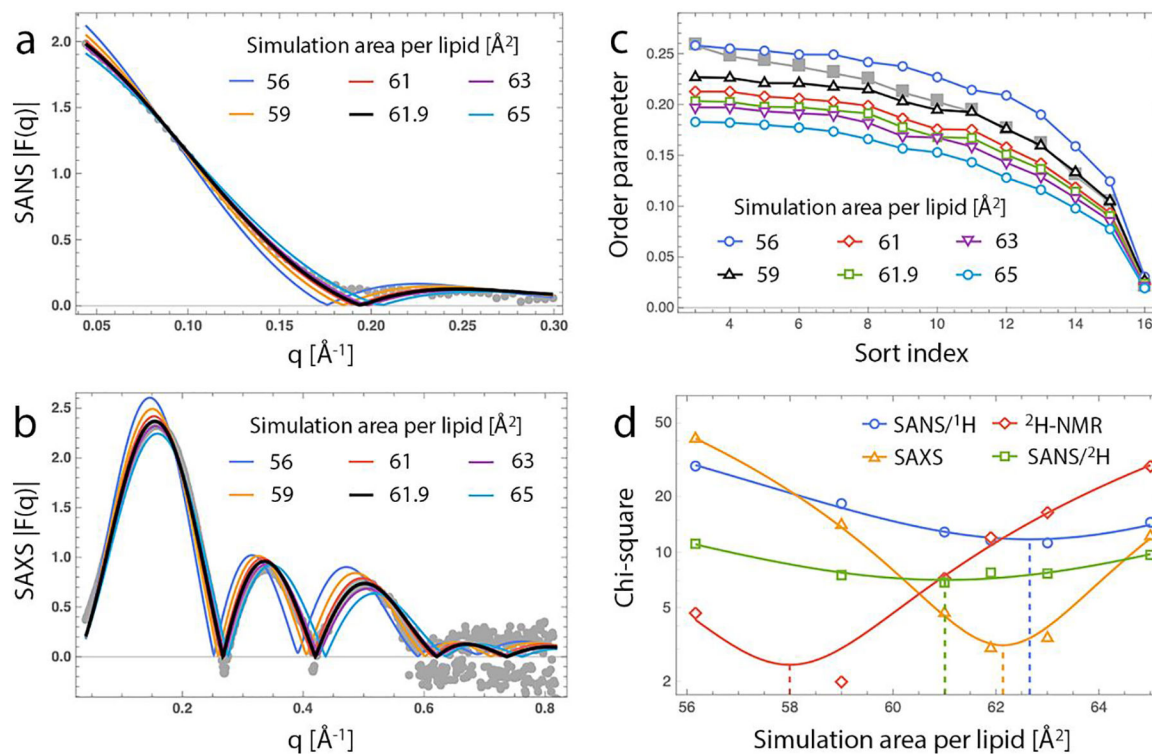 a
SANS |F(q)|
2.0
1.5
1.0
0.5
0.0
Simulation area per lipid [Å²]
56 61 63
59 61.9 65
0.05 0.10 0.15 0.20 0.25 0.30
q [Å⁻¹]
b
SAXS |F(q)|
2.5
2.0
1.5
1.0
0.5
0.0
Simulation area per lipid [Å²]
56 61 63
59 61.9 65
0.2 0.4 0.6 0.8
q [Å⁻¹]
c
Order parameter
0.25
0.20
0.15
0.10
0.05
0.00
Simulation area per lipid [Å²]
56 61 63
59 61.9 65
4 6 8 10 12 14 16
Sort index
d
Chi-square
50
20
10
5
2
SANS/¹H ²H-NMR
SAXS SANS/²H
56 58 60 62 64
Simulation area per lipid [Å²]